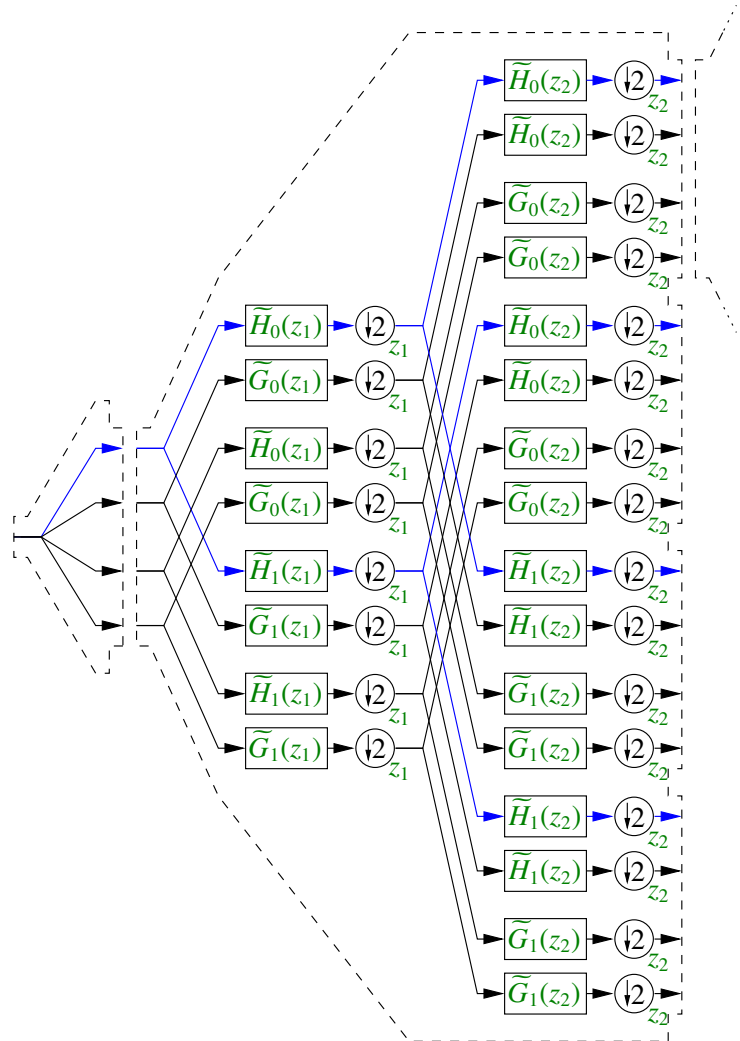 H̃₀(z₂) ↓2 z₂
H̃₀(z₂) ↓2 z₂
G̃₀(z₂) ↓2 z₂
G̃₀(z₂) ↓2 z₂
H̃₀(z₁) ↓2 z₁ H̃₀(z₂) ↓2 z₂
G̃₀(z₁) ↓2 z₁ H̃₀(z₂) ↓2 z₂
H̃₀(z₁) ↓2 z₁ G̃₀(z₂) ↓2 z₂
G̃₀(z₁) ↓2 z₁ G̃₀(z₂) ↓2 z₂
H̃₁(z₁) ↓2 z₁ H̃₁(z₂) ↓2 z₂
G̃₁(z₁) ↓2 z₁ H̃₁(z₂) ↓2 z₂
H̃₁(z₁) ↓2 z₁ G̃₁(z₂) ↓2 z₂
G̃₁(z₁) ↓2 z₁ G̃₁(z₂) ↓2 z₂
H̃₁(z₂) ↓2 z₂
H̃₁(z₂) ↓2 z₂
G̃₁(z₂) ↓2 z₂
G̃₁(z₂) ↓2 z₂